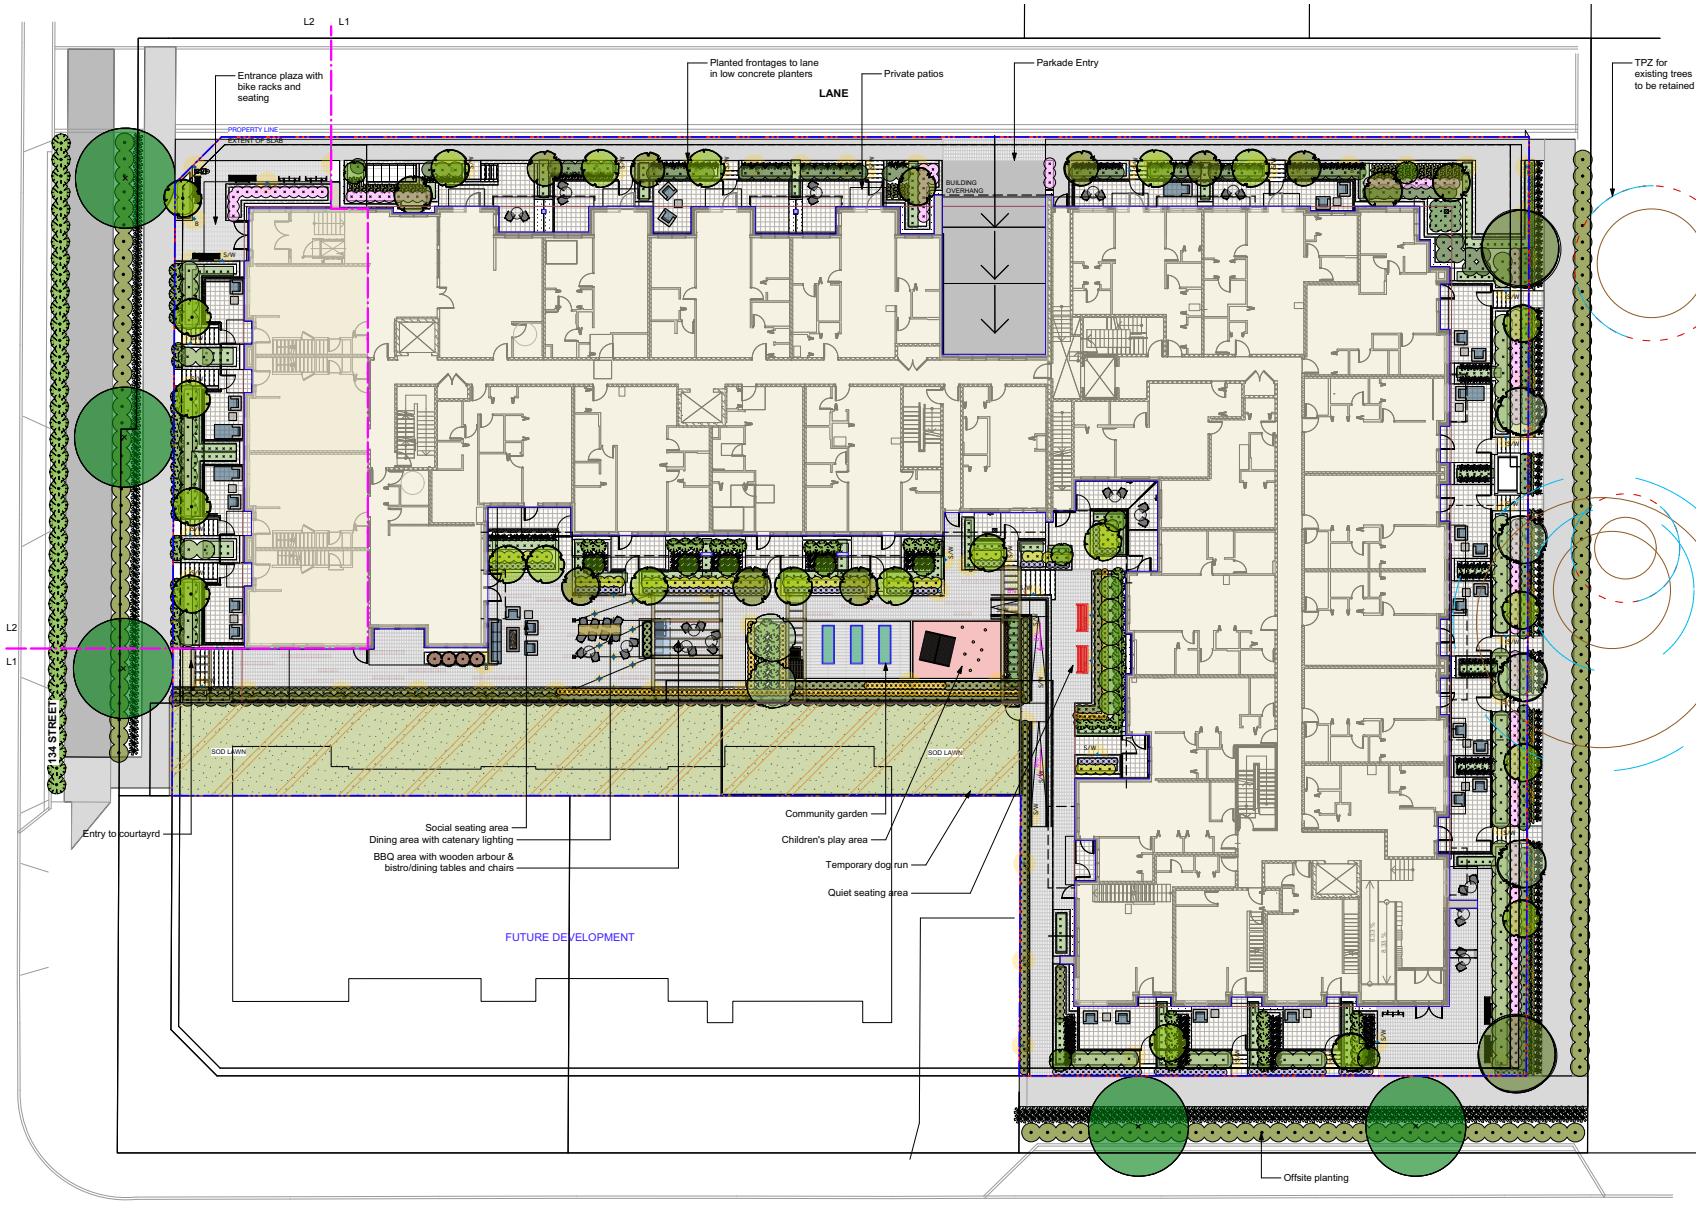 L2
L1
Entrance plaza with
bike racks and
seating
Planted frontages to lane
in low concrete planters
LANE
Private patios
Parkade Entry
TPZ for
existing trees
to be retained
PROPERTY LINE
EXTENT OF SLAB
BUILDING
OVERHANG
S/W
L2
L1
134 STREET
SOD LAWN
SOD LAWN
S/W
Entry to courtayrd
Social seating area
Dining area with catenary lighting
BBQ area with wooden arbour &
bistro/dining tables and chairs
Community garden
Children's play area
Temporary dog run
Quiet seating area
FUTURE DEVELOPMENT
Offsite planting